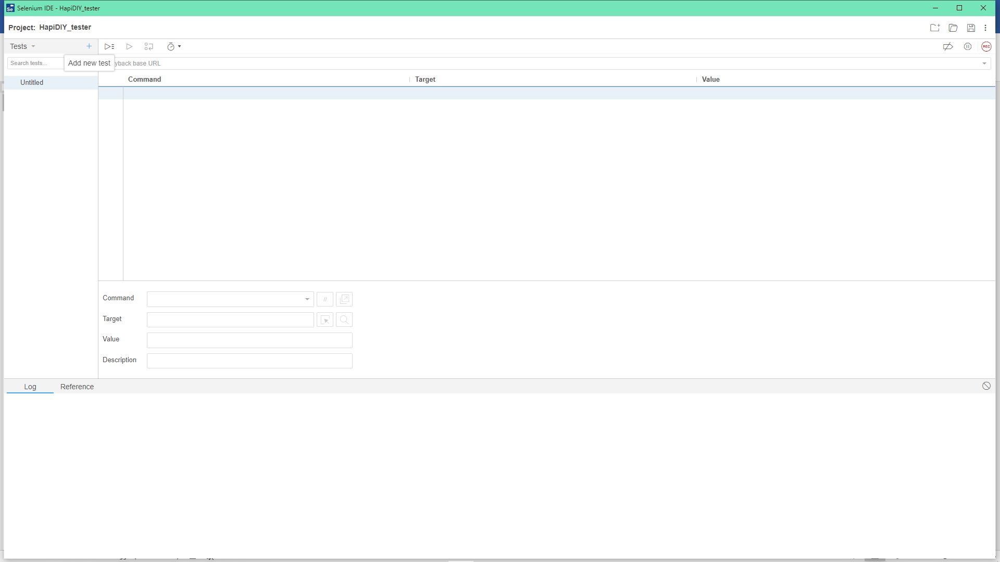 Selenium IDE - HapiDIY_tester
Project: HapiDIY_tester
Tests
REC
Search tests...
Add new test
yback base URL
Untitled
Command Target Value
Command
//
Target
Value
Description
Log Reference